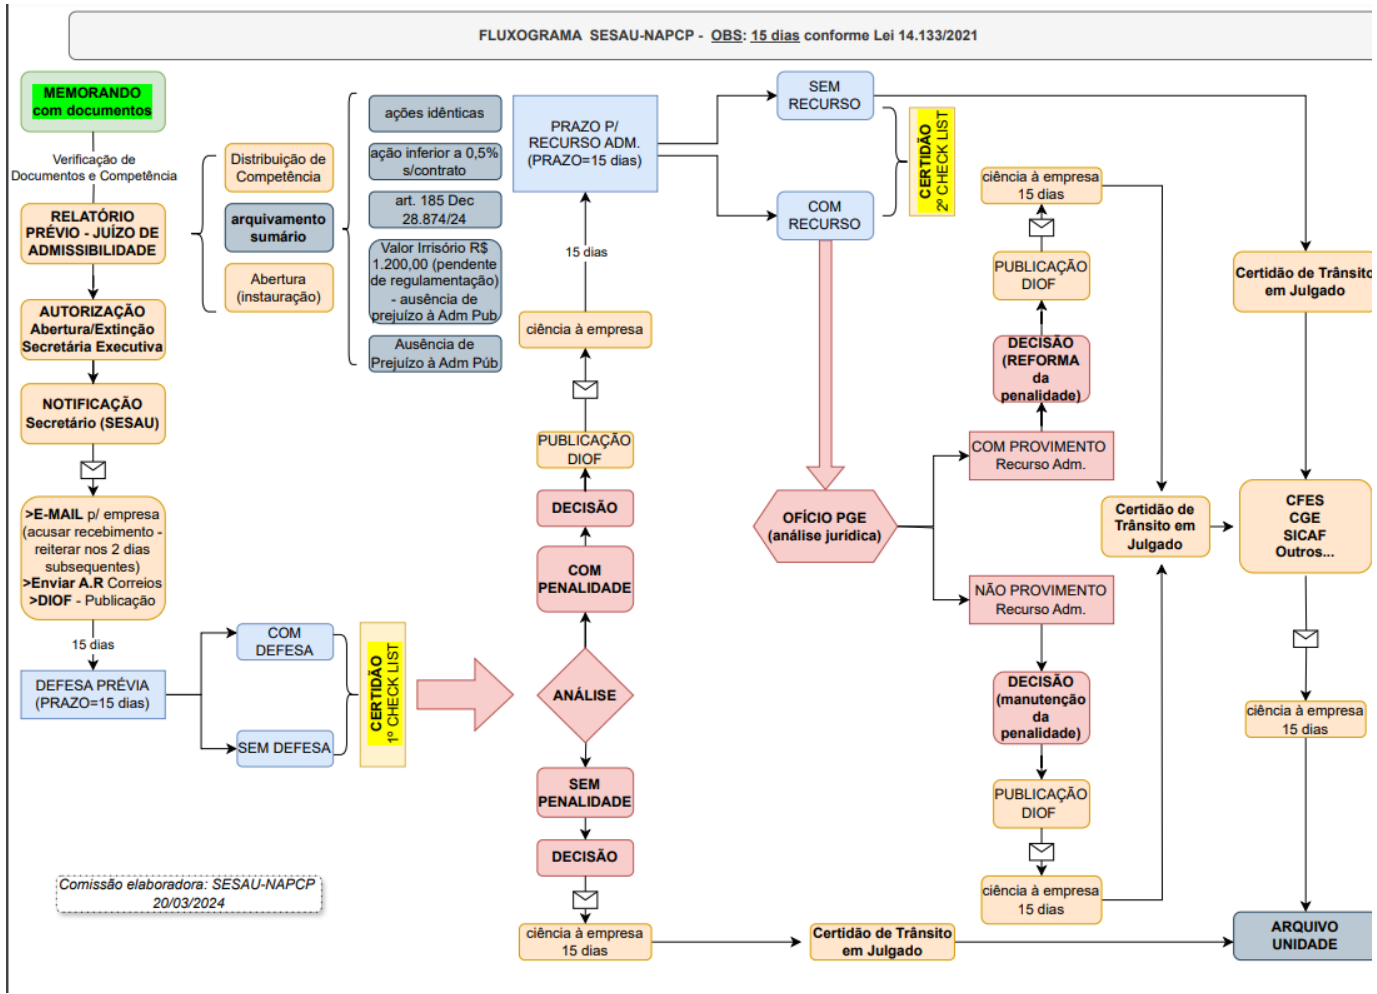 FLUXOGRAMA SESAU-NAPCP - OBS: 15 dias conforme Lei 14.133/2021
MEMORANDO
com documentos
Verificação de
Documentos e Competência
RELATÓRIO
PRÉVIO - JUÍZO DE
ADMISSIBILIDADE
AUTORIZAÇÃO
Abertura/Extinção
Secretária Executiva
NOTIFICAÇÃO
Secretário (SESAU)
>E-MAIL p/ empresa
(acusar recebimento -
reiterar nos 2 dias
subsequentes)
>Enviar A.R Correios
>DIOF - Publicação
15 dias
DEFESA PRÉVIA
(PRAZO=15 dias)
Distribuição de
Competência
arquivamento
sumário
Abertura
(instauração)
ações idênticas
ação inferior a 0,5%
s/contrato
art. 185 Dec
28.874/24
Valor Irrisório R$
1.200,00 (pendente
de regulamentação)
- ausência de
prejuízo à Adm Pub
Ausência de
Prejuízo à Adm Púb
COM
DEFESA
SEM DEFESA
CERTIDÃO
1º CHECK LIST
ANÁLISE
COM
PENALIDADE
DECISÃO
PUBLICAÇÃO
DIOF
ciência à empresa
15 dias
PRAZO P/
RECURSO ADM.
(PRAZO=15 dias)
SEM
PENALIDADE
DECISÃO
ciência à empresa
15 dias
Certidão de Trânsito
em Julgado
SEM
RECURSO
COM
RECURSO
CERTIDÃO
2º CHECK LIST
OFÍCIO PGE
(análise jurídica)
COM PROVIMENTO
Recurso Adm.
DECISÃO
(REFORMA
da
penalidade)
PUBLICAÇÃO
DIOF
ciência à empresa
15 dias
NÃO PROVIMENTO
Recurso Adm.
DECISÃO
(manutenção
da
penalidade)
PUBLICAÇÃO
DIOF
ciência à empresa
15 dias
Certidão de
Trânsito em
Julgado
Certidão de Trânsito
em Julgado
CFES
CGE
SICAF
Outros...
ciência à empresa
15 dias
ARQUIVO
UNIDADE
Comissão elaboradora: SESAU-NAPCP
20/03/2024